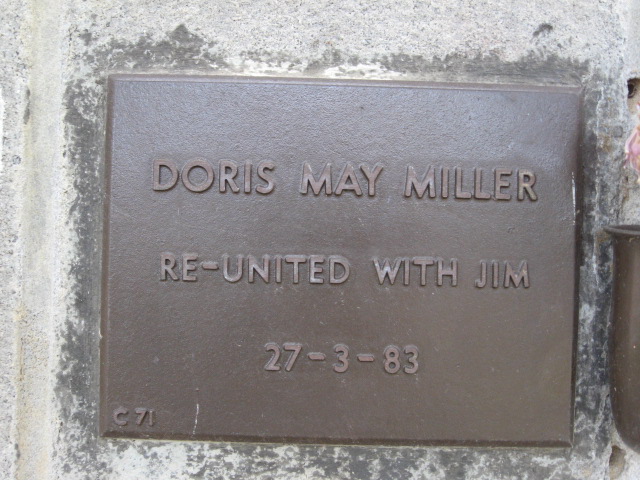 DORIS MAY MILLER
RE-UNITED WITH JIM
27-3-83
C 71